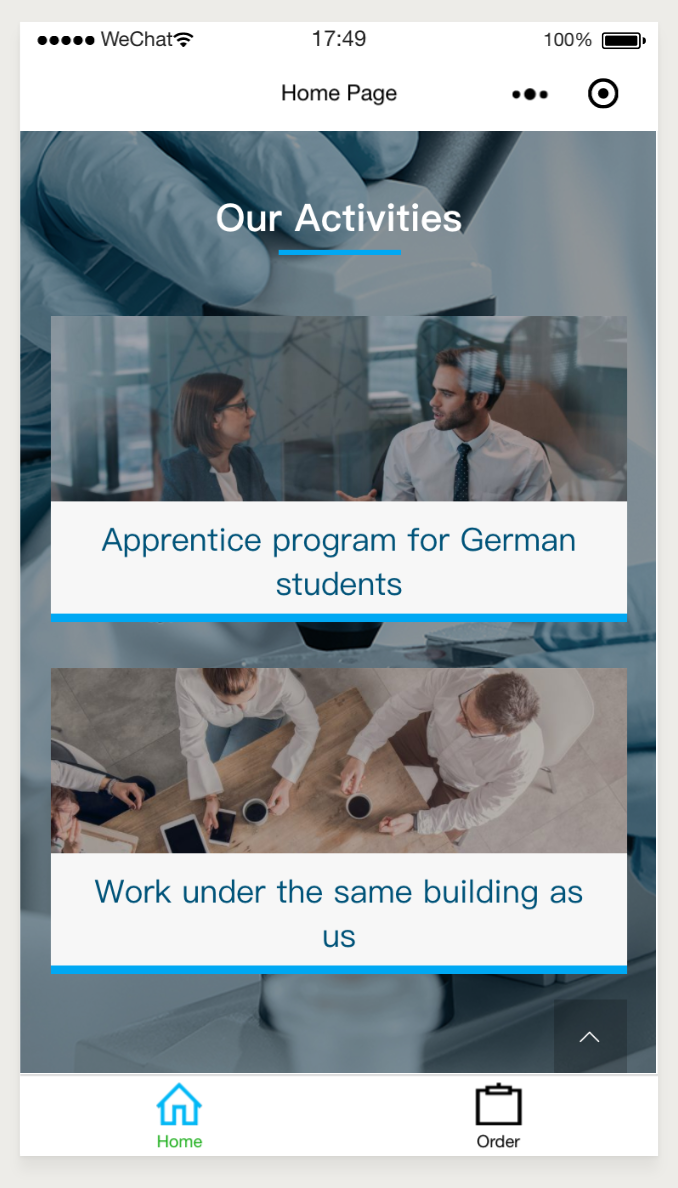 WeChat
17:49
100%
Home Page
Our Activities
Apprentice program for German
students
Work under the same building as
us
Home
Order